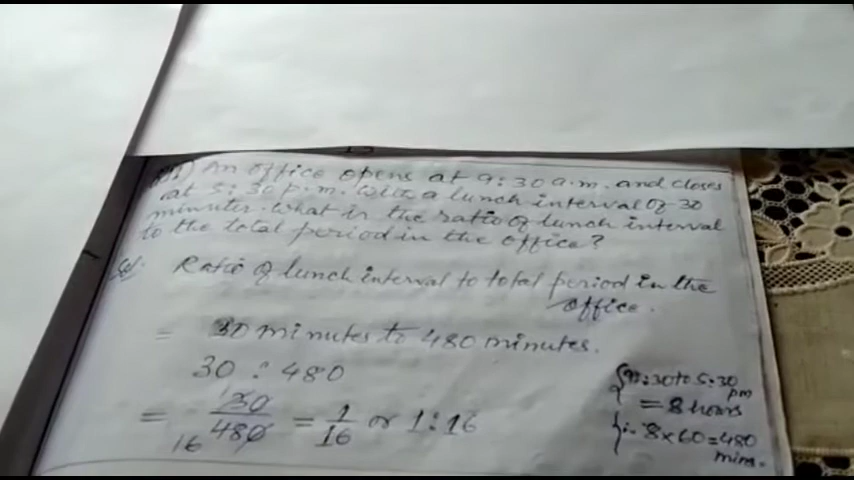 An office opens at 9:30 a.m. and closes
at 5:30 p.m. with a lunch interval of 30
minutes. What is the ratio of lunch interval
to the total period in the office?
Sol. Ratio of lunch interval to total period in the
office.
= 30 minutes to 480 minutes.
30 : 480
= 30/480 = 1/16 or 1:16
1
16
{9:30 to 5:30
pm
= 8 hours
∴ 8 x 60 = 480
mins.